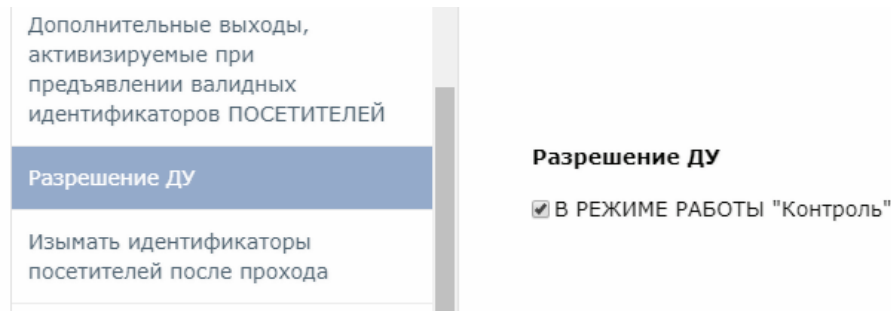 Дополнительные выходы,
активизируемые при
предъявлении валидных
идентификаторов ПОСЕТИТЕЛЕЙ
Разрешение ДУ
Изымать идентификаторы
посетителей после прохода
Разрешение ДУ
В РЕЖИМЕ РАБОТЫ "Контроль"